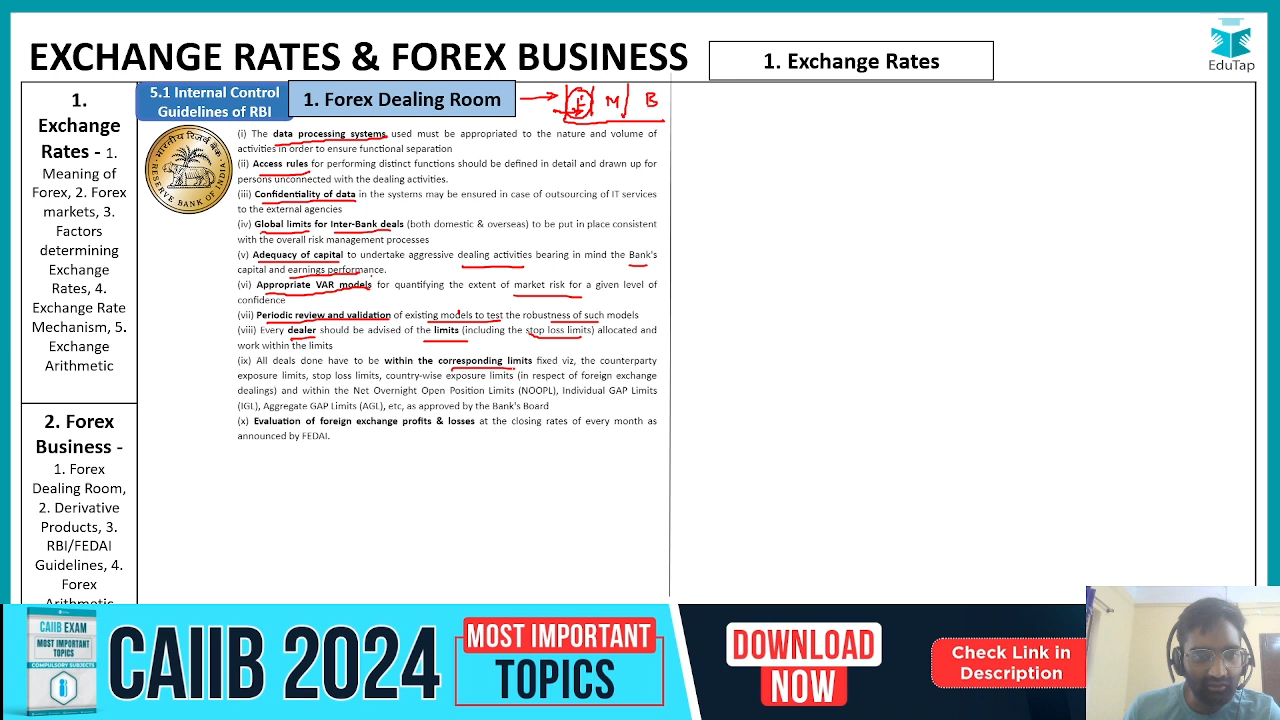 EXCHANGE RATES & FOREX BUSINESS
1. Exchange Rates
EduTap
1.
Exchange
Rates - 1.
Meaning of
Forex, 2. Forex
markets, 3.
Factors
determining
Exchange
Rates, 4.
Exchange Rate
Mechanism, 5.
Exchange
Arithmetic
2. Forex
Business -
1. Forex
Dealing Room,
2. Derivative
Products, 3.
RBI/FEDAI
Guidelines, 4.
Forex
Arithmetic
5.1 Internal Control
Guidelines of RBI
1. Forex Dealing Room
F M B
भारतीय रिज़र्व बैंक
RESERVE BANK OF INDIA
(i) The data processing systems used must be appropriated to the nature and volume of
activities in order to ensure functional separation
(ii) Access rules for performing distinct functions should be defined in detail and drawn up for
persons unconnected with the dealing activities.
(iii) Confidentiality of data in the systems may be ensured in case of outsourcing of IT services
to the external agencies
(iv) Global limits for Inter-Bank deals (both domestic & overseas) to be put in place consistent
with the overall risk management processes
(v) Adequacy of capital to undertake aggressive dealing activities bearing in mind the Bank's
capital and earnings performance.
(vi) Appropriate VAR models for quantifying the extent of market risk for a given level of
confidence
(vii) Periodic review and validation of existing models to test the robustness of such models
(viii) Every dealer should be advised of the limits (including the stop loss limits) allocated and
work within the limits
(ix) All deals done have to be within the corresponding limits fixed viz, the counterparty
exposure limits, stop loss limits, country-wise exposure limits (in respect of foreign exchange
dealings) and within the Net Overnight Open Position Limits (NOOPL), Individual GAP Limits
(IGL), Aggregate GAP Limits (AGL), etc, as approved by the Bank's Board
(x) Evaluation of foreign exchange profits & losses at the closing rates of every month as
announced by FEDAI.
CAIIB EXAM
MOST IMPORTANT
TOPICS
COMPULSORY SUBJECTS
CAIIB 2024
MOST IMPORTANT
TOPICS
DOWNLOAD
NOW
Check Link in
Description